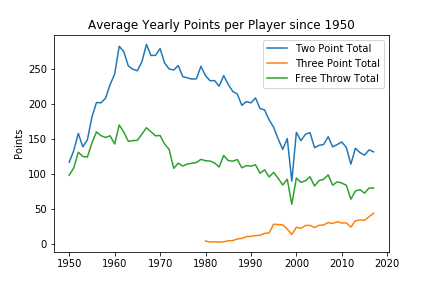 Average Yearly Points per Player since 1950
Two Point Total
Three Point Total
Free Throw Total
Points
250
200
150
100
50
0
1950 1960 1970 1980 1990 2000 2010 2020